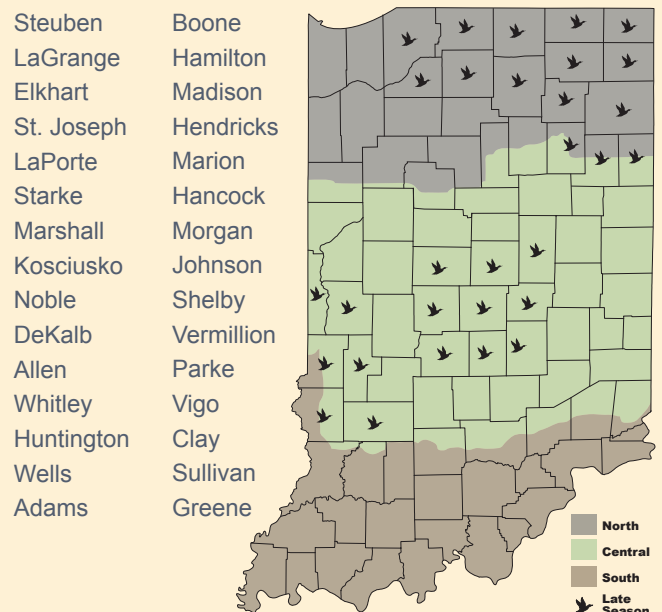 Steuben
LaGrange
Elkhart
St. Joseph
LaPorte
Starke
Marshall
Kosciusko
Noble
DeKalb
Allen
Whitley
Huntington
Wells
Adams
Boone
Hamilton
Madison
Hendricks
Marion
Hancock
Morgan
Johnson
Shelby
Vermillion
Parke
Vigo
Clay
Sullivan
Greene
North
Central
South
Late
Season